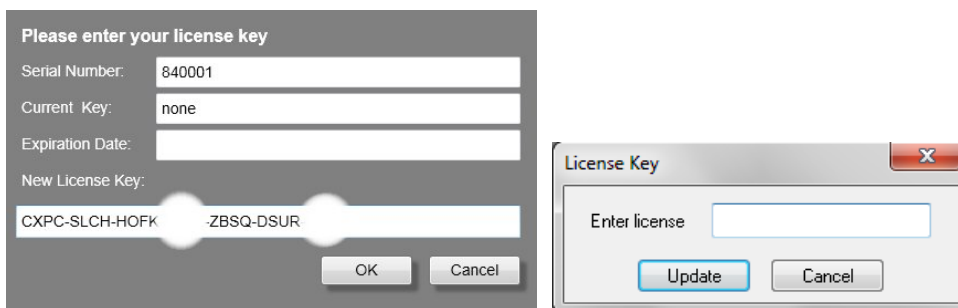 Please enter your license key
Serial Number: 840001
Current Key: none
Expiration Date:
New License Key:
CXPC-SLCH-HOFK -ZBSQ-DSUR
OK Cancel
License Key
Enter license
Update Cancel